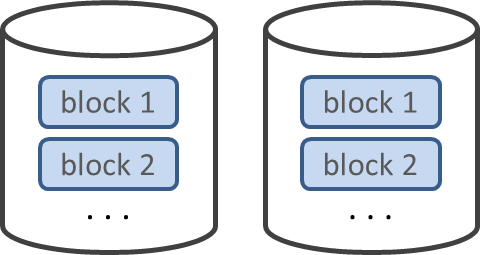 block 1
block 2
. . .
block 1
block 2
. . .